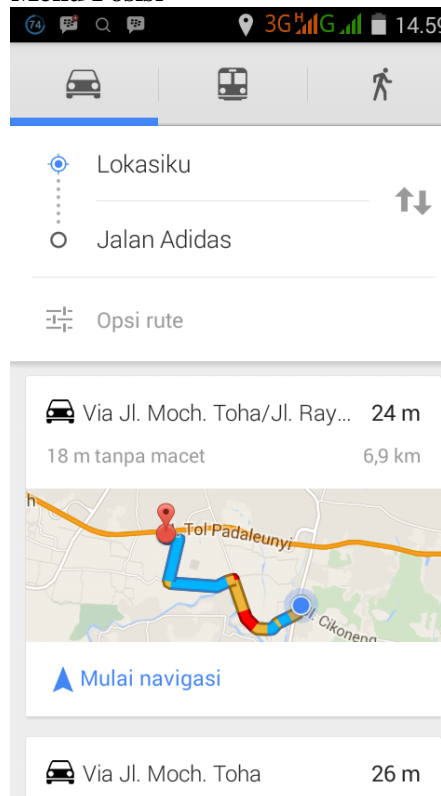 74 3G H G 14.59
Lokasiku
Jalan Adidas
Opsi rute
Via Jl. Moch. Toha/Jl. Ray... 24 m
18 m tanpa macet 6,9 km
Tol Padaleunyi
Jl. Cikoneng
Mulai navigasi
Via Jl. Moch. Toha 26 m